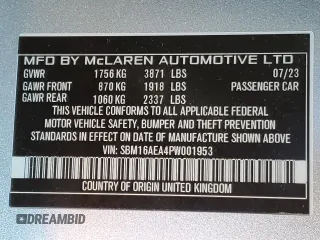 MFD BY McLAREN AUTOMOTIVE LTD
GVWR 1756 KG 3871 LBS 07/23
GAWR FRONT 870 KG 1918 LBS PASSENGER CAR
GAWR REAR 1060 KG 2337 LBS
THIS VEHICLE CONFORMS TO ALL APPLICABLE FEDERAL
MOTOR VEHICLE SAFETY, BUMPER AND THEFT PREVENTION
STANDARDS IN EFFECT ON DATE OF MANUFACTURE SHOWN ABOVE
VIN: SBM16AEA4PW001953
COUNTRY OF ORIGIN UNITED KINGDOM
DREAMBID